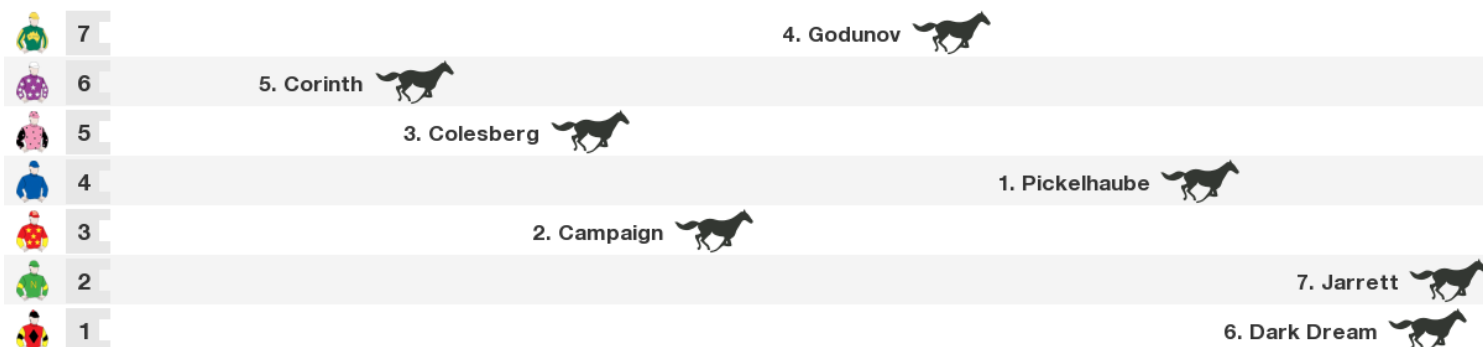 7 4. Godunov
6 5. Corinth
5 3. Colesberg
4 1. Pickelhaube
3 2. Campaign
N 2 7. Jarrett
1 6. Dark Dream